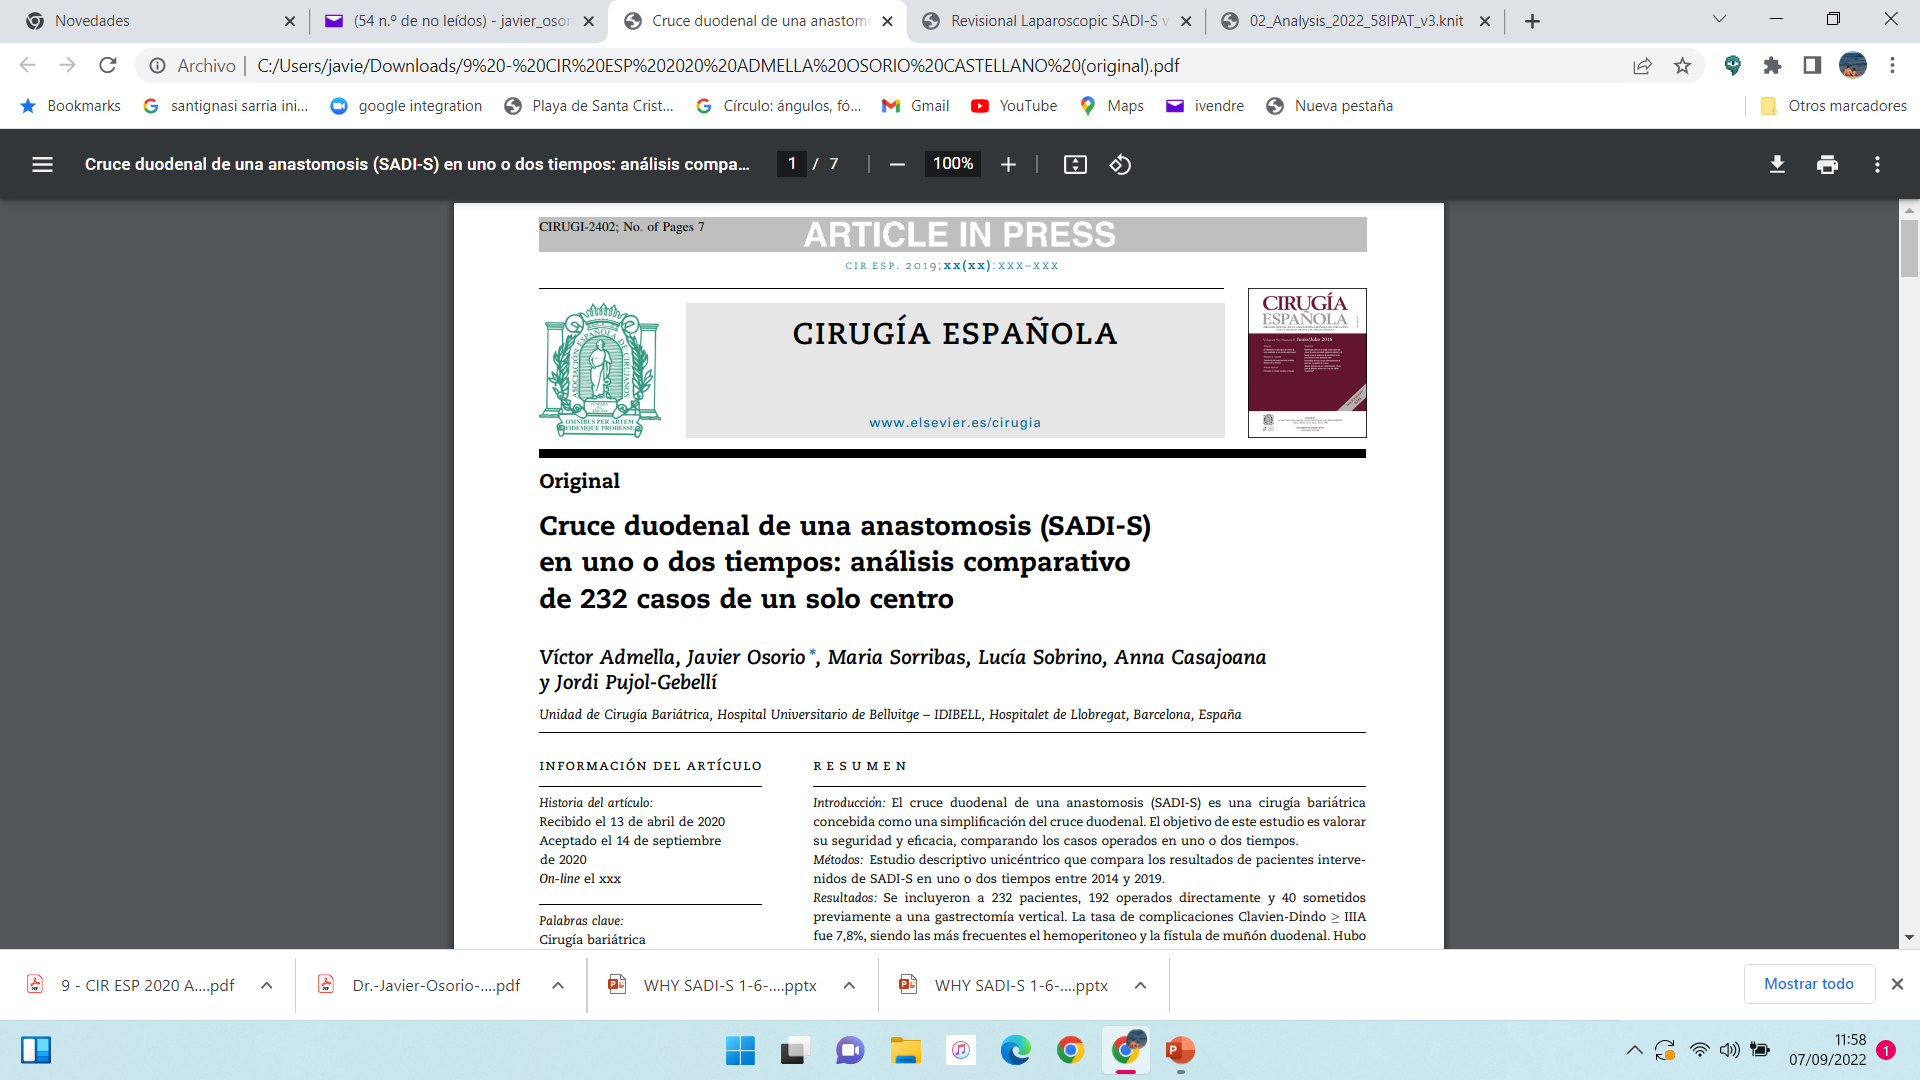 Novedades
(54 n.º de no leídos) - javier_osor
Cruce duodenal de una anastom
Revisional Laparoscopic SADI-S v
02_Analysis_2022_58IPAT_v3.knit
Archivo
C:/Users/javie/Downloads/9%20-%20CIR%20ESP%202020%20ADMELLA%20OSORIO%20CASTELLANO%20(original).pdf
Bookmarks
santignasi sarria ini...
google integration
Playa de Santa Crist...
Círculo: ángulos, fó...
Gmail
YouTube
Maps
ivendre
Nueva pestaña
Otros marcadores
Cruce duodenal de una anastomosis (SADI-S) en uno o dos tiempos: análisis compa...
1 / 7
100%
CIRUGI-2402; No. of Pages 7
ARTICLE IN PRESS
CIR ESP. 2019;xx(xx):XXX–XXX
ASOCIACIÓN ESPAÑOLA DE CIRUJANOS
OMNIBUS PER ARTEM
FIDEMQUE PRODESSE
CIRUGÍA ESPAÑOLA
www.elsevier.es/cirugia
CIRUGÍA
ESPAÑOLA
Junio/Julio 2014
Original
Cruce duodenal de una anastomosis (SADI-S)
en uno o dos tiempos: análisis comparativo
de 232 casos de un solo centro
Víctor Admella, Javier Osorio*, Maria Sorribas, Lucía Sobrino, Anna Casajoana
y Jordi Pujol-Gebellí
Unidad de Cirugía Bariátrica, Hospital Universitario de Bellvitge – IDIBELL, Hospitalet de Llobregat, Barcelona, España
INFORMACIÓN DEL ARTÍCULO
Historia del artículo:
Recibido el 13 de abril de 2020
Aceptado el 14 de septiembre
de 2020
On-line el xxx
Palabras clave:
Cirugía bariátrica
RESUMEN
Introducción: El cruce duodenal de una anastomosis (SADI-S) es una cirugía bariátrica
concebida como una simplificación del cruce duodenal. El objetivo de este estudio es valorar
su seguridad y eficacia, comparando los casos operados en uno o dos tiempos.
Métodos: Estudio descriptivo unicéntrico que compara los resultados de pacientes interve-
nidos de SADI-S en uno o dos tiempos entre 2014 y 2019.
Resultados: Se incluyeron a 232 pacientes, 192 operados directamente y 40 sometidos
previamente a una gastrectomía vertical. La tasa de complicaciones Clavien-Dindo ≥ IIIA
fue 7,8%, siendo las más frecuentes el hemoperitoneo y la fístula de muñón duodenal. Hubo
9 - CIR ESP 2020 A....pdf
Dr.-Javier-Osorio-....pdf
WHY SADI-S 1-6-....pptx
WHY SADI-S 1-6-....pptx
Mostrar todo
11:58
07/09/2022
1